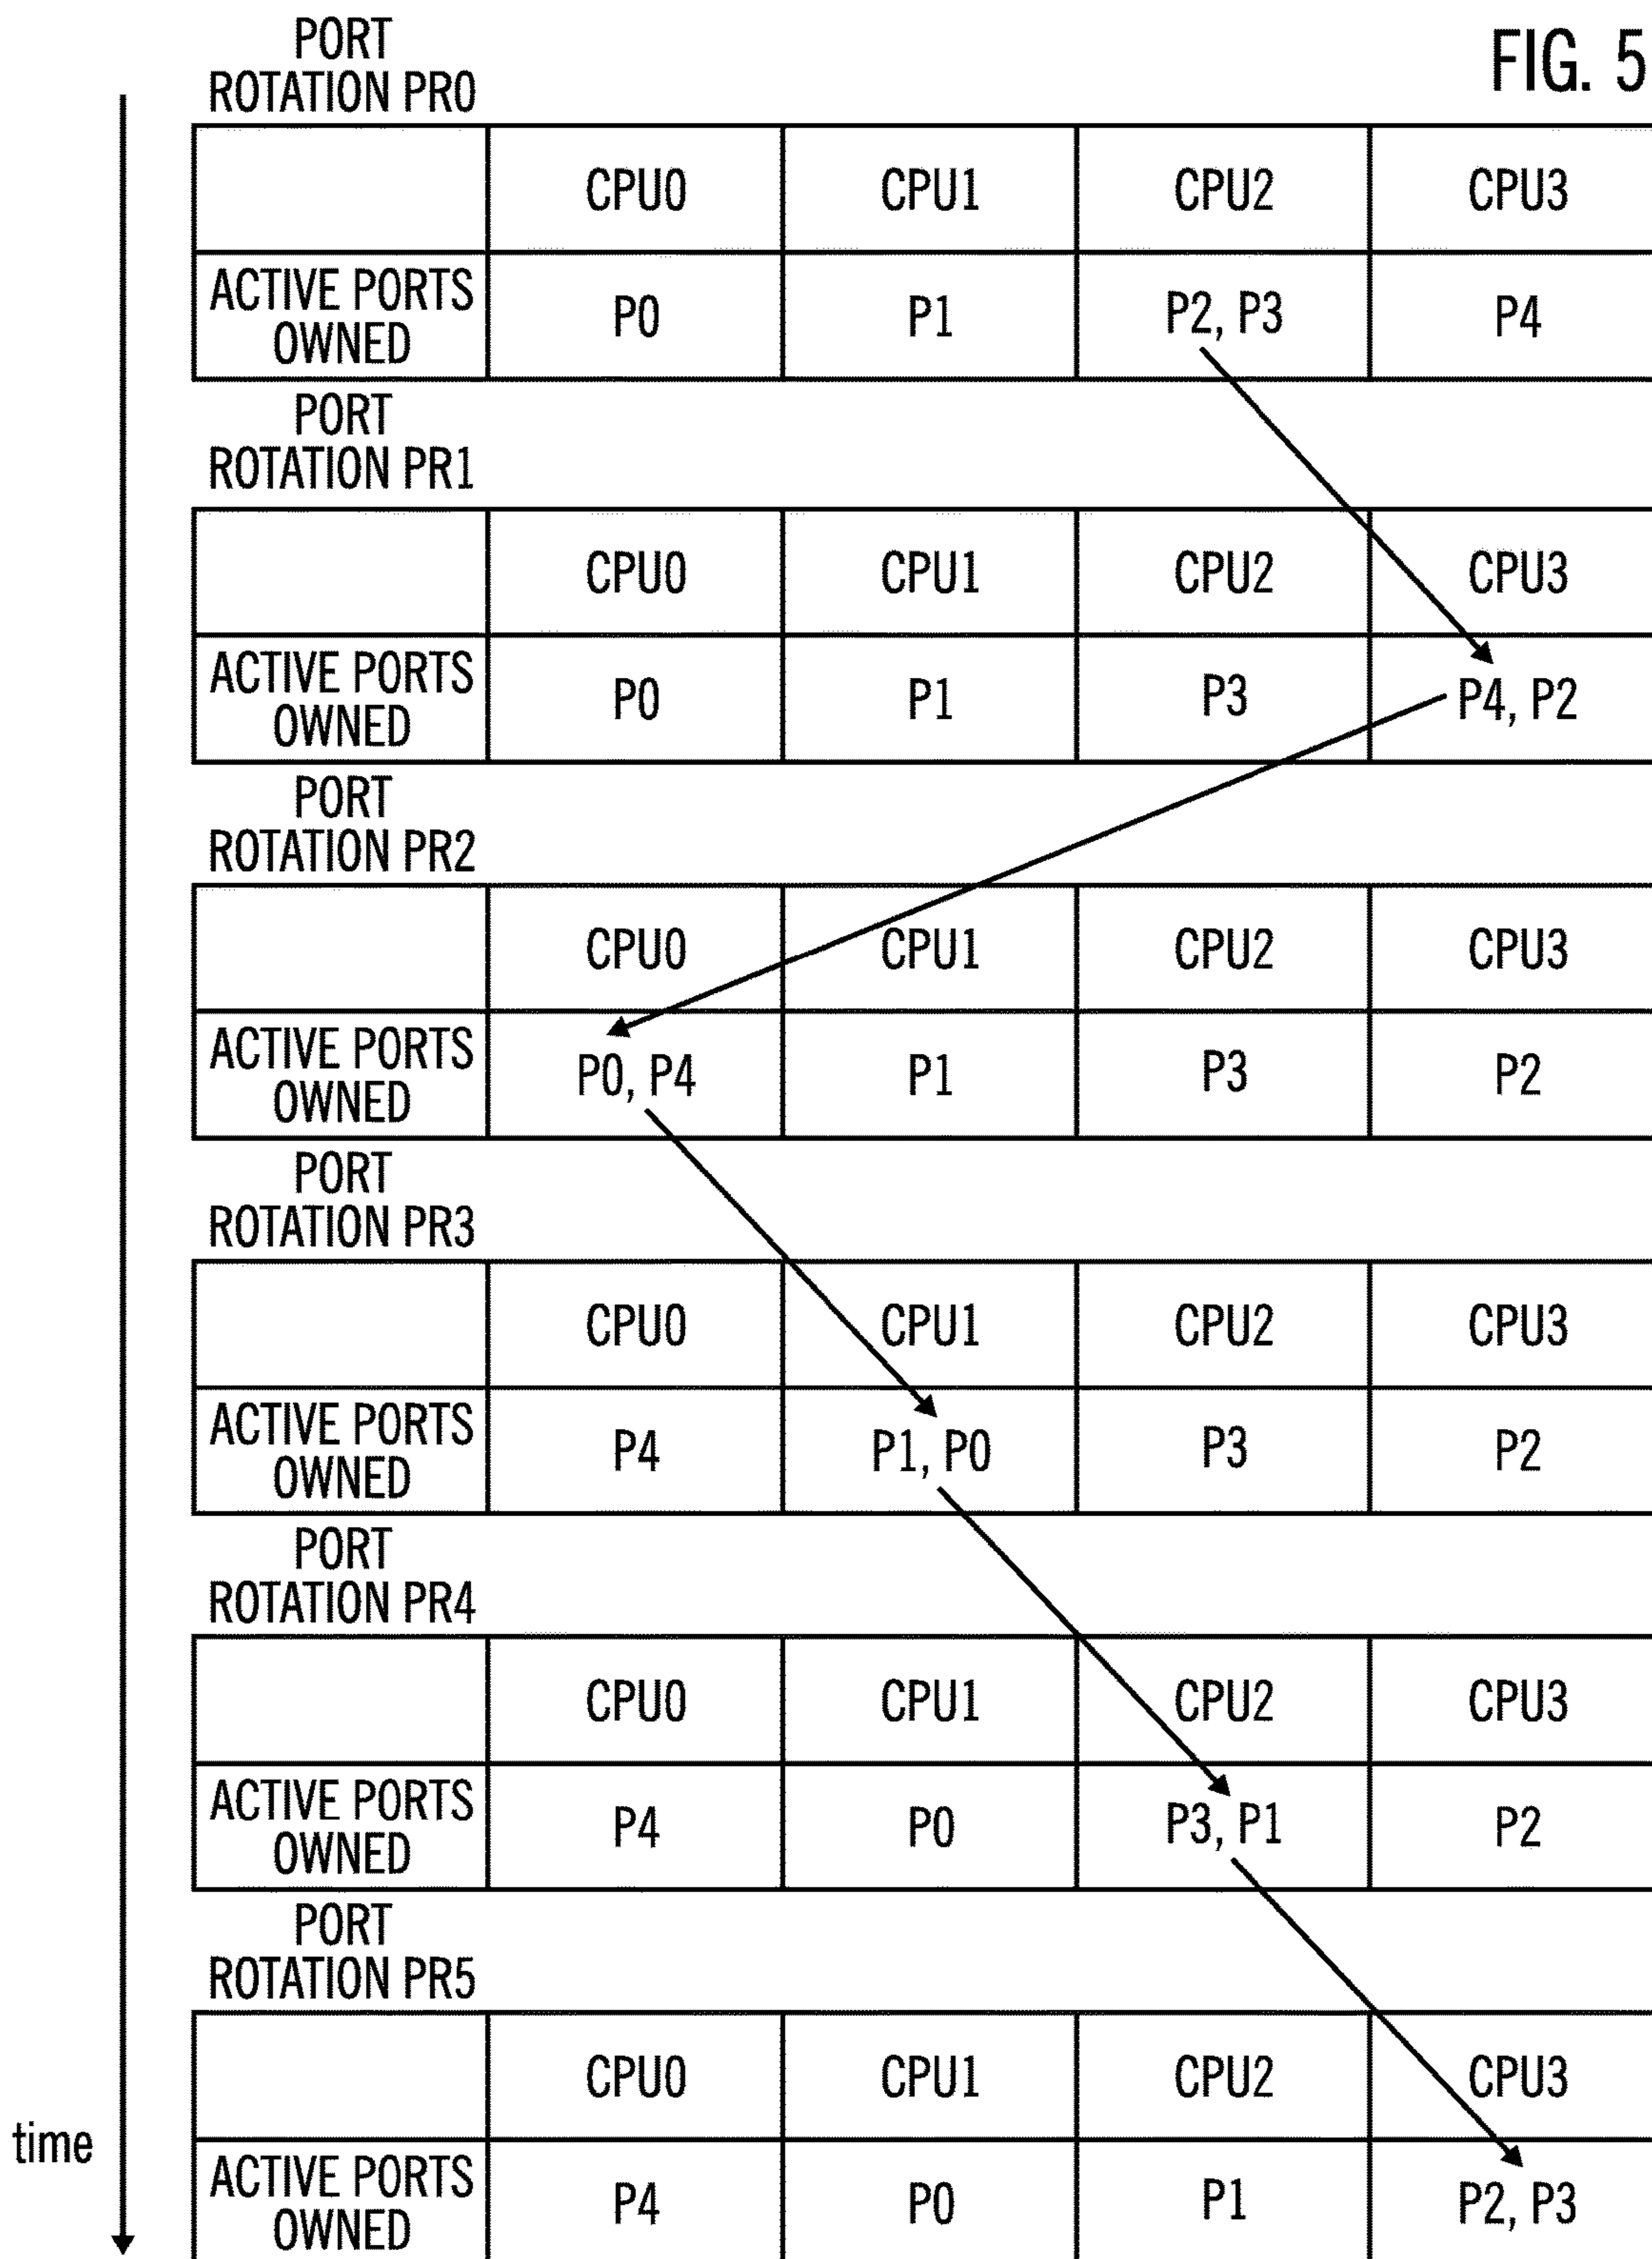 FIG. 5
PORT
ROTATION PR0
CPU0 CPU1 CPU2 CPU3
ACTIVE PORTS
OWNED
P0 P1 P2, P3 P4
PORT
ROTATION PR1
CPU0 CPU1 CPU2 CPU3
ACTIVE PORTS
OWNED
P0 P1 P3 P4, P2
PORT
ROTATION PR2
CPU0 CPU1 CPU2 CPU3
ACTIVE PORTS
OWNED
P0, P4 P1 P3 P2
PORT
ROTATION PR3
CPU0 CPU1 CPU2 CPU3
ACTIVE PORTS
OWNED
P4 P1, P0 P3 P2
PORT
ROTATION PR4
CPU0 CPU1 CPU2 CPU3
ACTIVE PORTS
OWNED
P4 P0 P3, P1 P2
PORT
ROTATION PR5
CPU0 CPU1 CPU2 CPU3
time
ACTIVE PORTS
OWNED
P4 P0 P1 P2, P3